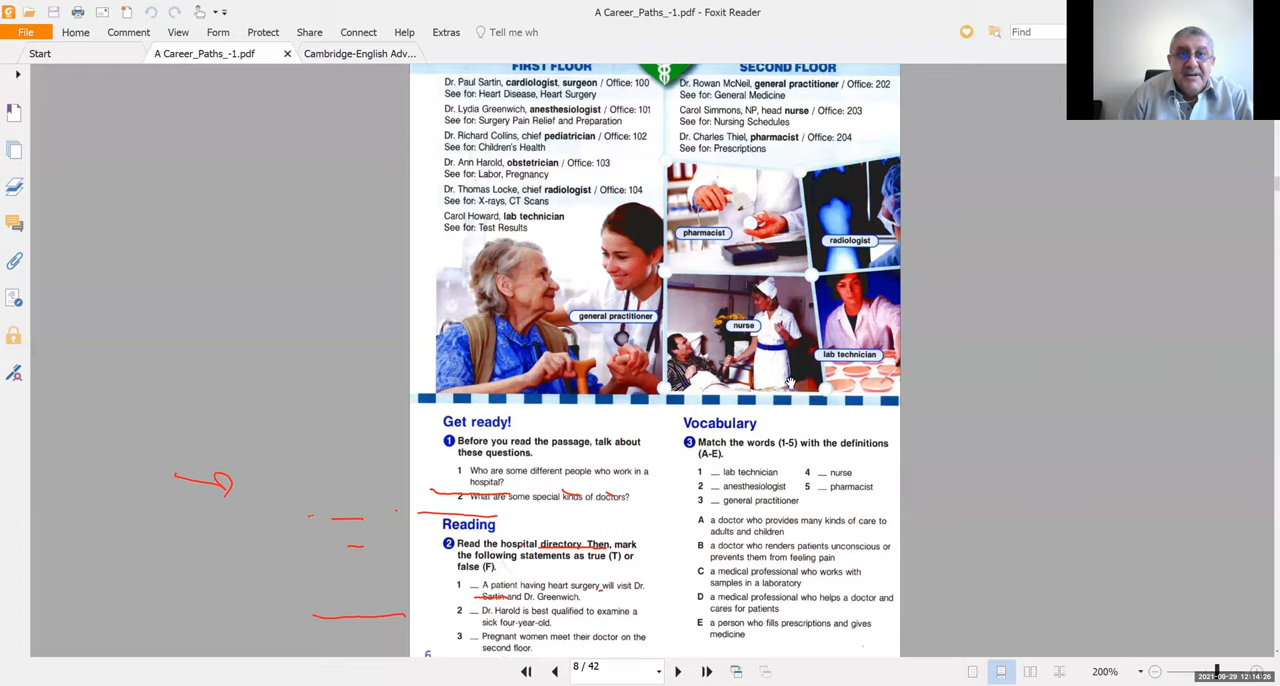 A Career_Paths_-1.pdf - Foxit Reader
File Home Comment View Form Protect Share Connect Help Extras Tell me wh Find
Start A Career_Paths_-1.pdf Cambridge-English Adv...
FIRST FLOOR
Dr. Paul Sartin, cardiologist, surgeon / Office: 100
See for: Heart Disease, Heart Surgery
Dr. Lydia Greenwich, anesthesiologist / Office: 101
See for: Surgery Pain Relief and Preparation
Dr. Richard Collins, chief pediatrician / Office: 102
See for: Children's Health
Dr. Ann Harold, obstetrician / Office: 103
See for: Labor, Pregnancy
Dr. Thomas Locke, chief radiologist / Office: 104
See for: X-rays, CT Scans
Carol Howard, lab technician
See for: Test Results
SECOND FLOOR
Dr. Rowan McNeil, general practitioner / Office: 202
See for: General Medicine
Carol Simmons, NP, head nurse / Office: 203
See for: Nursing Schedules
Dr. Charles Thiel, pharmacist / Office: 204
See for: Prescriptions
pharmacist
radiologist
general practitioner
nurse
lab technician
Get ready!
1 Before you read the passage, talk about
these questions.
1 Who are some different people who work in a
hospital?
2 What are some special kinds of doctors?
Reading
2 Read the hospital directory. Then, mark
the following statements as true (T) or
false (F).
1 _ A patient having heart surgery will visit Dr.
Sartin and Dr. Greenwich.
2 _ Dr. Harold is best qualified to examine a
sick four-year-old.
3 _ Pregnant women meet their doctor on the
second floor.
6
Vocabulary
3 Match the words (1-5) with the definitions
(A-E).
1 _ lab technician 4 _ nurse
2 _ anesthesiologist 5 _ pharmacist
3 _ general practitioner
A a doctor who provides many kinds of care to
adults and children
B a doctor who renders patients unconscious or
prevents them from feeling pain
C a medical professional who works with
samples in a laboratory
D a medical professional who helps a doctor and
cares for patients
E a person who fills prescriptions and gives
medicine
8 / 42
200%
2021-09-29 12:14:26